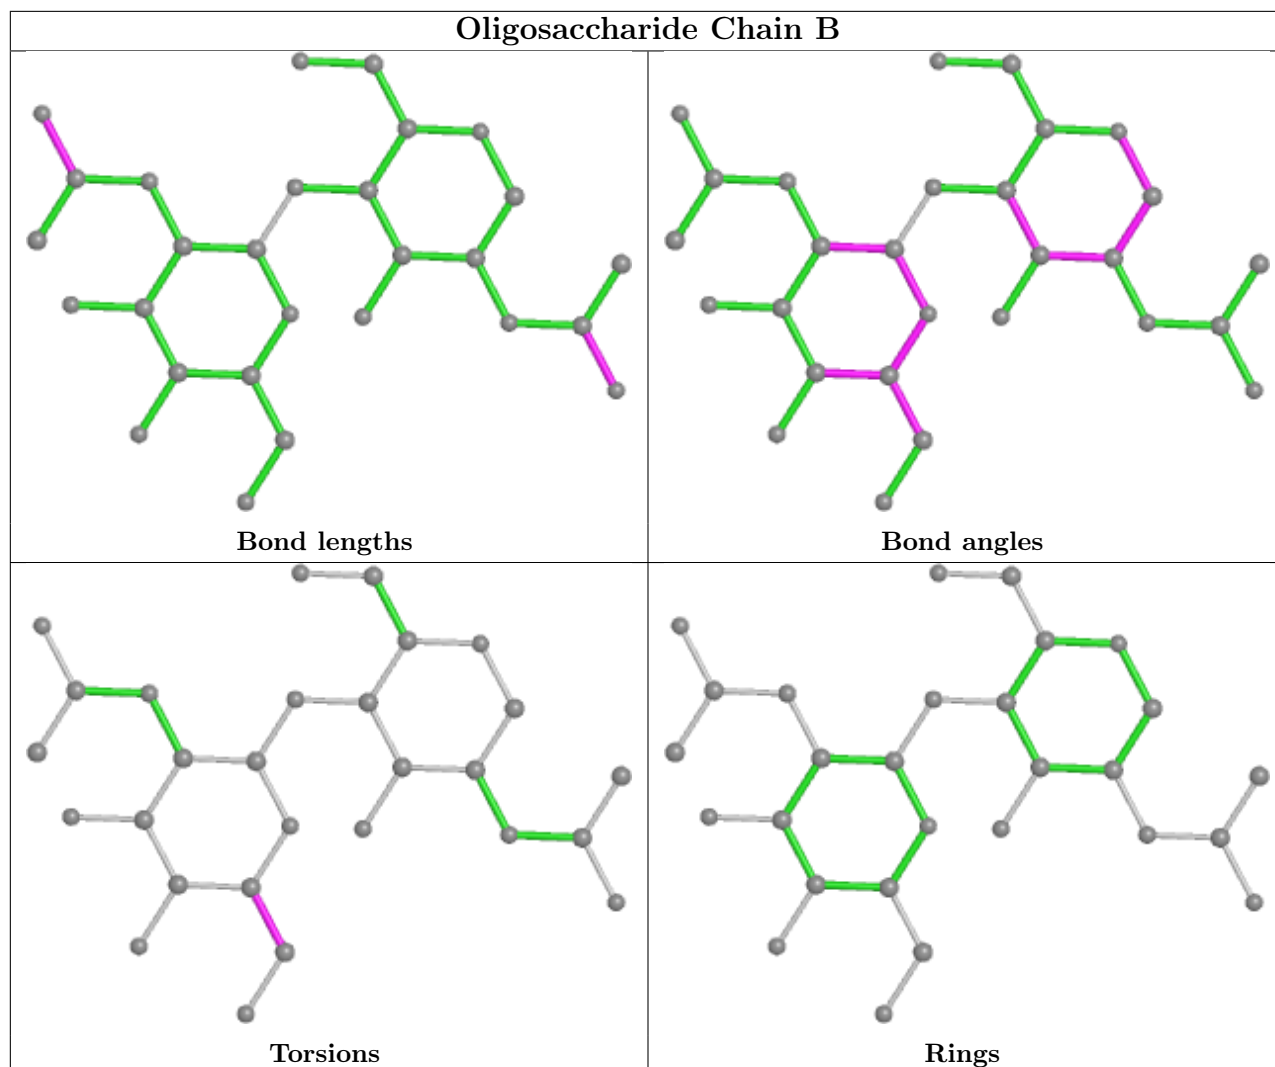 Oligosaccharide Chain B
Bond lengths
Bond angles
Torsions
Rings